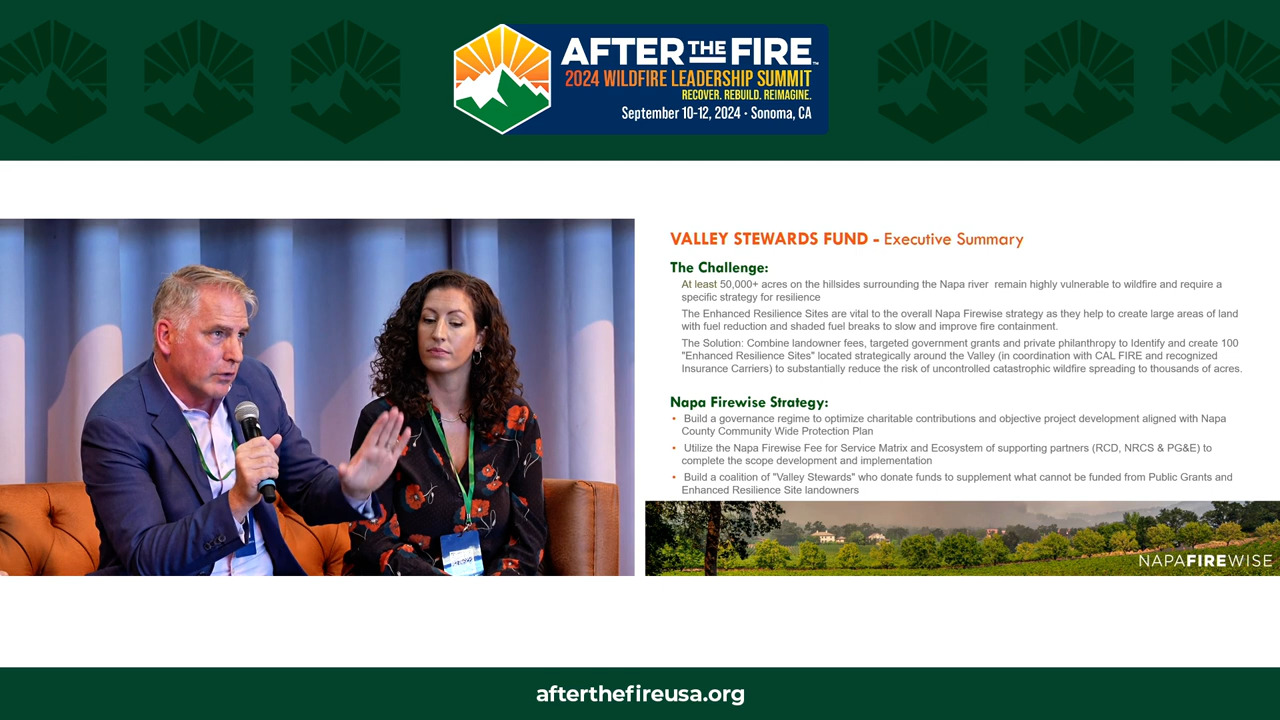 AFTER THE FIRE™
2024 WILDFIRE LEADERSHIP SUMMIT
RECOVER. REBUILD. REIMAGINE.
September 10-12, 2024 · Sonoma, CA
VALLEY STEWARDS FUND - Executive Summary
The Challenge:
At least 50,000+ acres on the hillsides surrounding the Napa river remain highly vulnerable to wildfire and require a
specific strategy for resilience
The Enhanced Resilience Sites are vital to the overall Napa Firewise strategy as they help to create large areas of land
with fuel reduction and shaded fuel breaks to slow and improve fire containment.
The Solution: Combine landowner fees, targeted government grants and private philanthropy to Identify and create 100
"Enhanced Resilience Sites" located strategically around the Valley (in coordination with CAL FIRE and recognized
Insurance Carriers) to substantially reduce the risk of uncontrolled catastrophic wildfire spreading to thousands of acres.
Napa Firewise Strategy:
• Build a governance regime to optimize charitable contributions and objective project development aligned with Napa
County Community Wide Protection Plan
• Utilize the Napa Firewise Fee for Service Matrix and Ecosystem of supporting partners (RCD, NRCS & PG&E) to
complete the scope development and implementation
• Build a coalition of "Valley Stewards" who donate funds to supplement what cannot be funded from Public Grants and
Enhanced Resilience Site landowners
NAPAFIREWISE
afterthefireusa.org